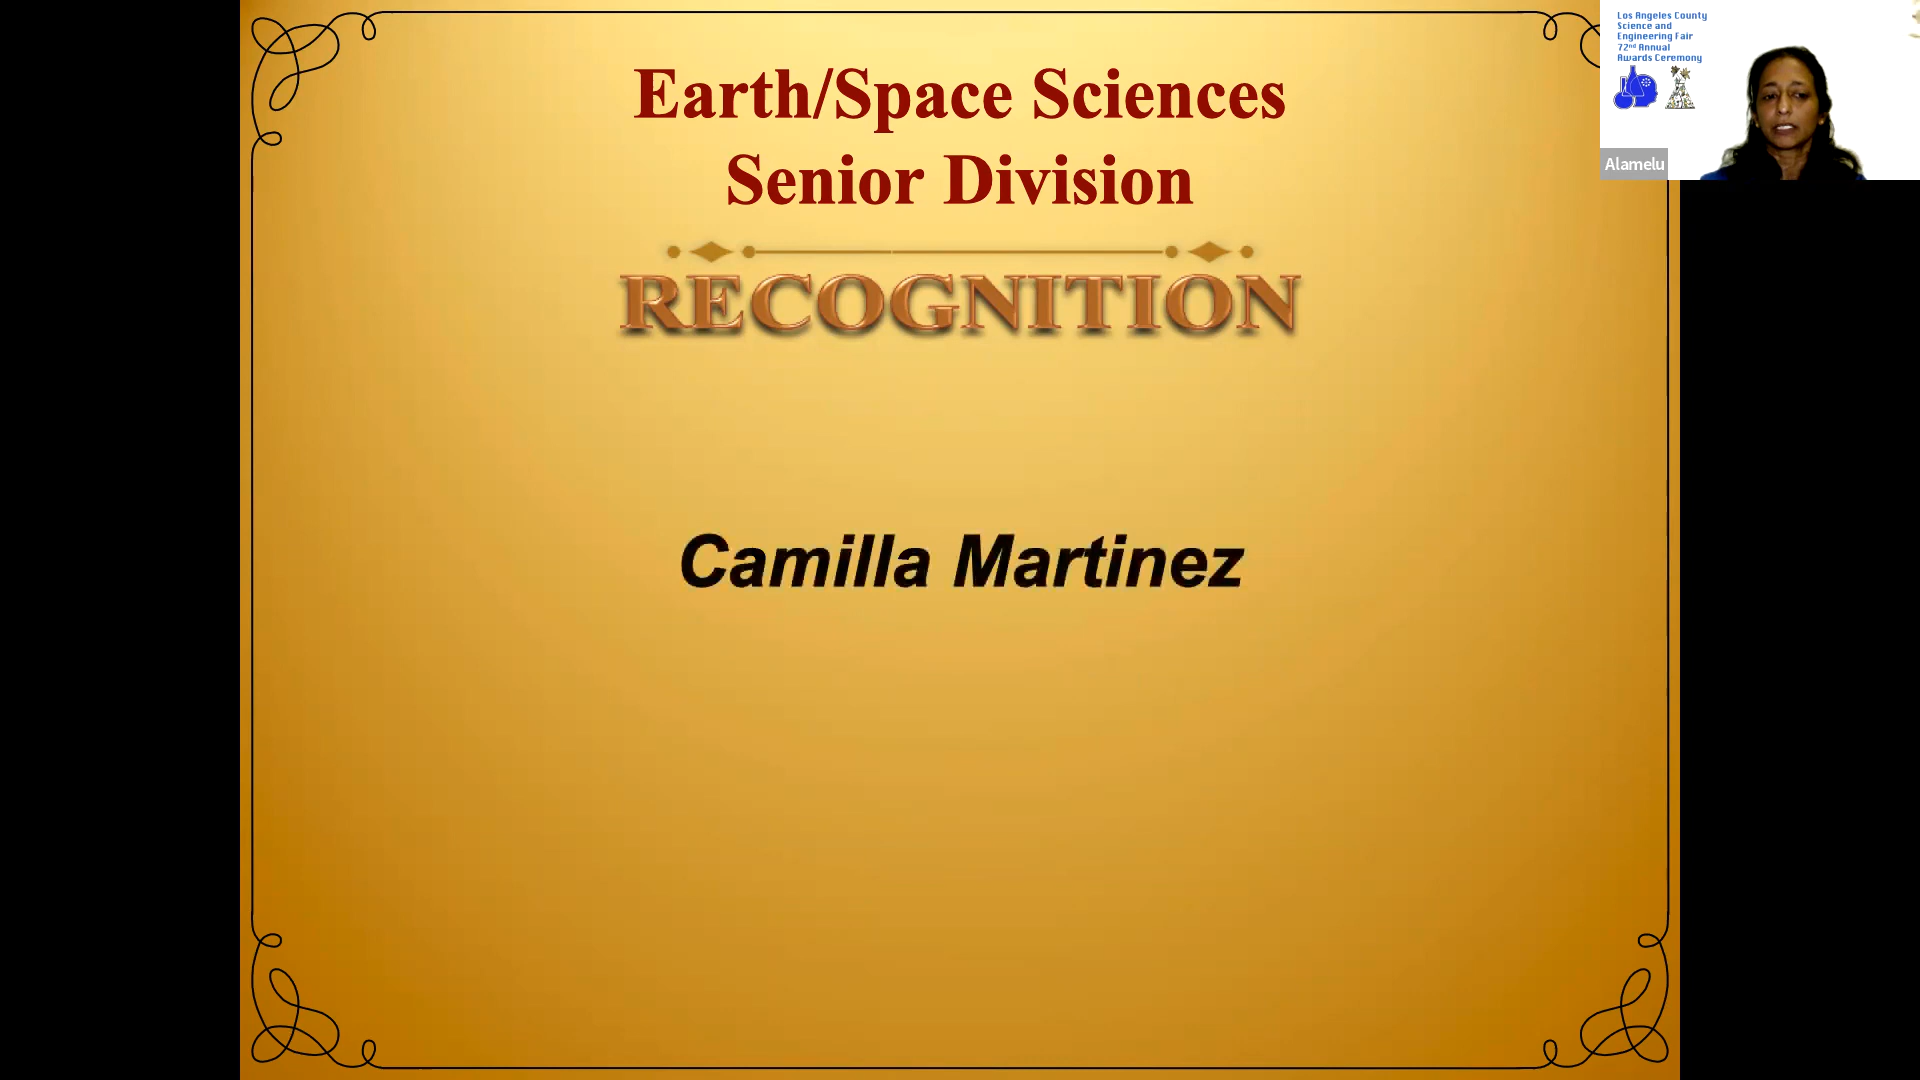 Earth/Space Sciences
Senior Division
RECOGNITION
Camilla Martinez
Los Angeles County
Science and
Engineering Fair
72nd Annual
Awards Ceremony
Alamelu